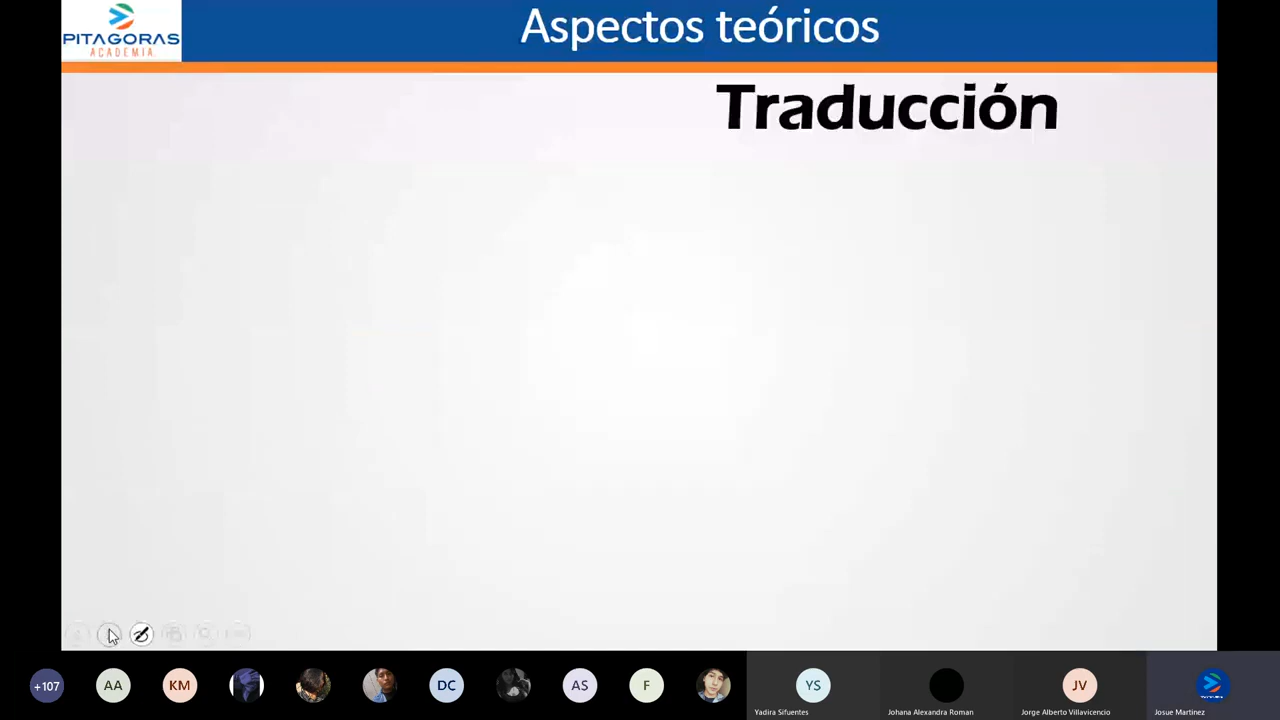 PITAGORAS
ACADEMIA
Aspectos teóricos
Traducción
+107
AA
KM
DC
AS
F
YS
Yadira Sifuentes
Johana Alexandra Roman
JV
Jorge Alberto Villavicencio
Josue Martinez